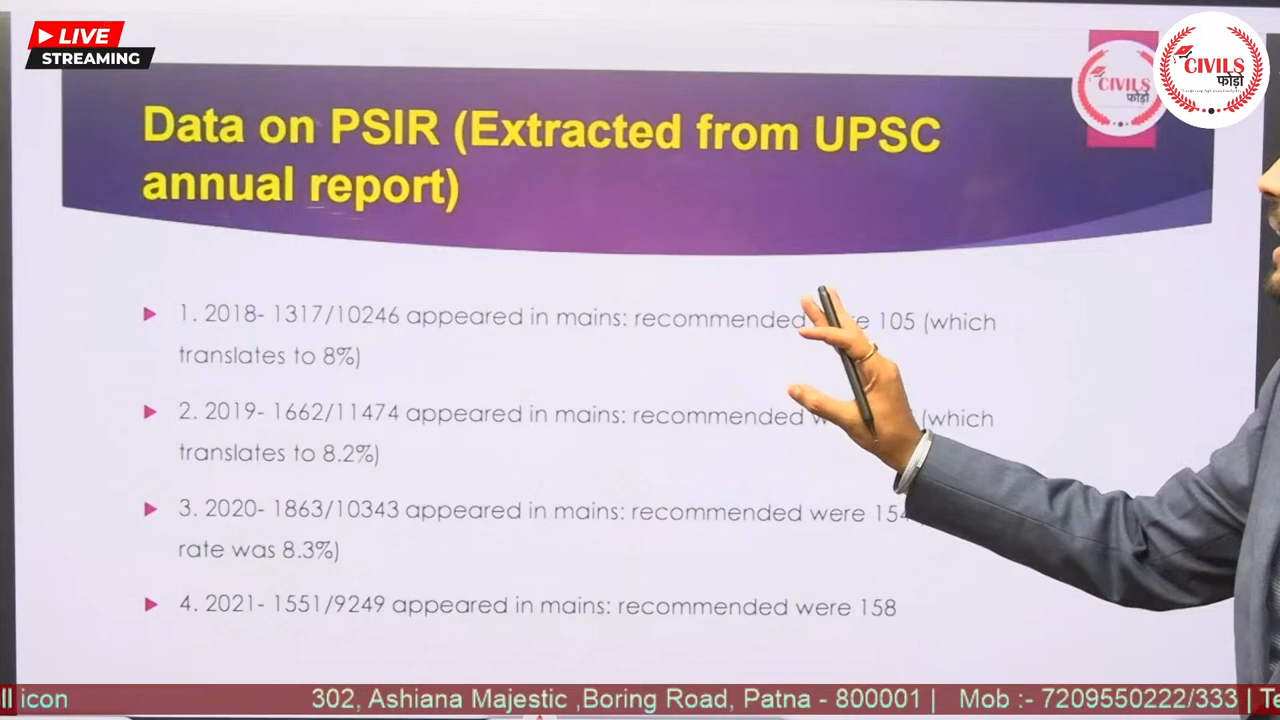 LIVE
STREAMING
CIVILS
फोड़ो
CIVILS
फोड़ो
Data on PSIR (Extracted from UPSC
annual report)
1. 2018- 1317/10246 appeared in mains: recommended 105 (which
translates to 8%)
2. 2019- 1662/11474 appeared in mains: recommended (which
translates to 8.2%)
3. 2020- 1863/10343 appeared in mains: recommended were 154
rate was 8.3%)
4. 2021- 1551/9249 appeared in mains: recommended were 158
icon 302, Ashiana Majestic ,Boring Road, Patna - 800001 | Mob :- 7209550222/333 |